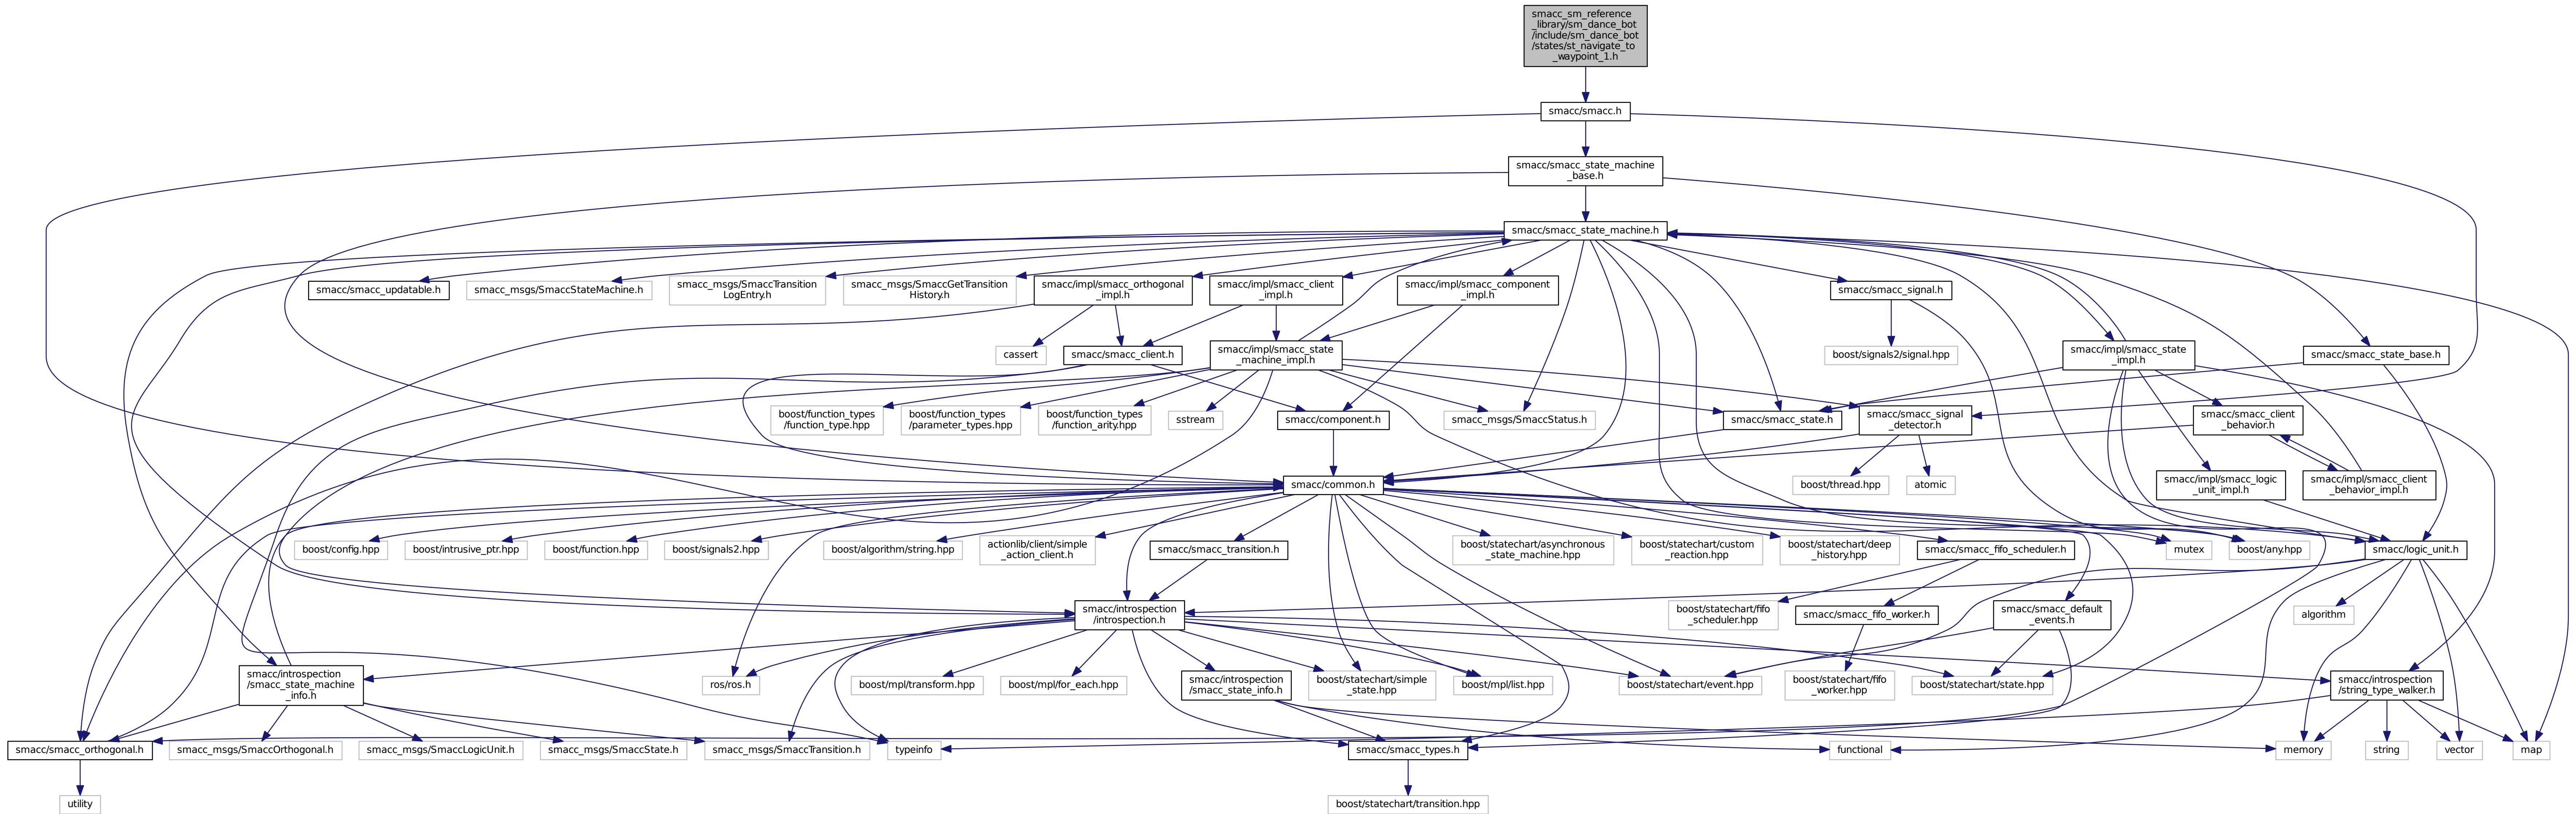 smacc_sm_reference
_library/sm_dance_bot
/include/sm_dance_bot
/states/st_navigate_to
_waypoint_1.h
smacc/smacc.h
smacc/smacc_state_machine
_base.h
smacc/smacc_state_machine.h
smacc/smacc_updatable.h
smacc_msgs/SmaccStateMachine.h
smacc_msgs/SmaccTransition
LogEntry.h
smacc_msgs/SmaccGetTransition
History.h
smacc/impl/smacc_orthogonal
_impl.h
smacc/impl/smacc_client
_impl.h
smacc/impl/smacc_component
_impl.h
smacc/smacc_signal.h
cassert
smacc/smacc_client.h
smacc/impl/smacc_state
_machine_impl.h
boost/signals2/signal.hpp
smacc/impl/smacc_state
_impl.h
smacc/smacc_state_base.h
boost/function_types
/function_type.hpp
boost/function_types
/parameter_types.hpp
boost/function_types
/function_arity.hpp
sstream
smacc/component.h
smacc_msgs/SmaccStatus.h
smacc/smacc_state.h
smacc/smacc_signal
_detector.h
smacc/smacc_client
_behavior.h
smacc/common.h
boost/thread.hpp
atomic
smacc/impl/smacc_logic
_unit_impl.h
smacc/impl/smacc_client
_behavior_impl.h
boost/config.hpp
boost/intrusive_ptr.hpp
boost/function.hpp
boost/signals2.hpp
boost/algorithm/string.hpp
actionlib/client/simple
_action_client.h
smacc/smacc_transition.h
boost/statechart/asynchronous
_state_machine.hpp
boost/statechart/custom
_reaction.hpp
boost/statechart/deep
_history.hpp
smacc/smacc_fifo_scheduler.h
mutex
boost/any.hpp
smacc/logic_unit.h
smacc/introspection
/introspection.h
boost/statechart/fifo
_scheduler.hpp
smacc/smacc_fifo_worker.h
smacc/smacc_default
_events.h
algorithm
smacc/introspection
/smacc_state_machine
_info.h
ros/ros.h
boost/mpl/transform.hpp
boost/mpl/for_each.hpp
smacc/introspection
/smacc_state_info.h
boost/statechart/simple
_state.hpp
boost/mpl/list.hpp
boost/statechart/event.hpp
boost/statechart/fifo
_worker.hpp
boost/statechart/state.hpp
smacc/introspection
/string_type_walker.h
smacc/smacc_orthogonal.h
smacc_msgs/SmaccOrthogonal.h
smacc_msgs/SmaccLogicUnit.h
smacc_msgs/SmaccState.h
smacc_msgs/SmaccTransition.h
typeinfo
smacc/smacc_types.h
functional
memory
string
vector
map
utility
boost/statechart/transition.hpp